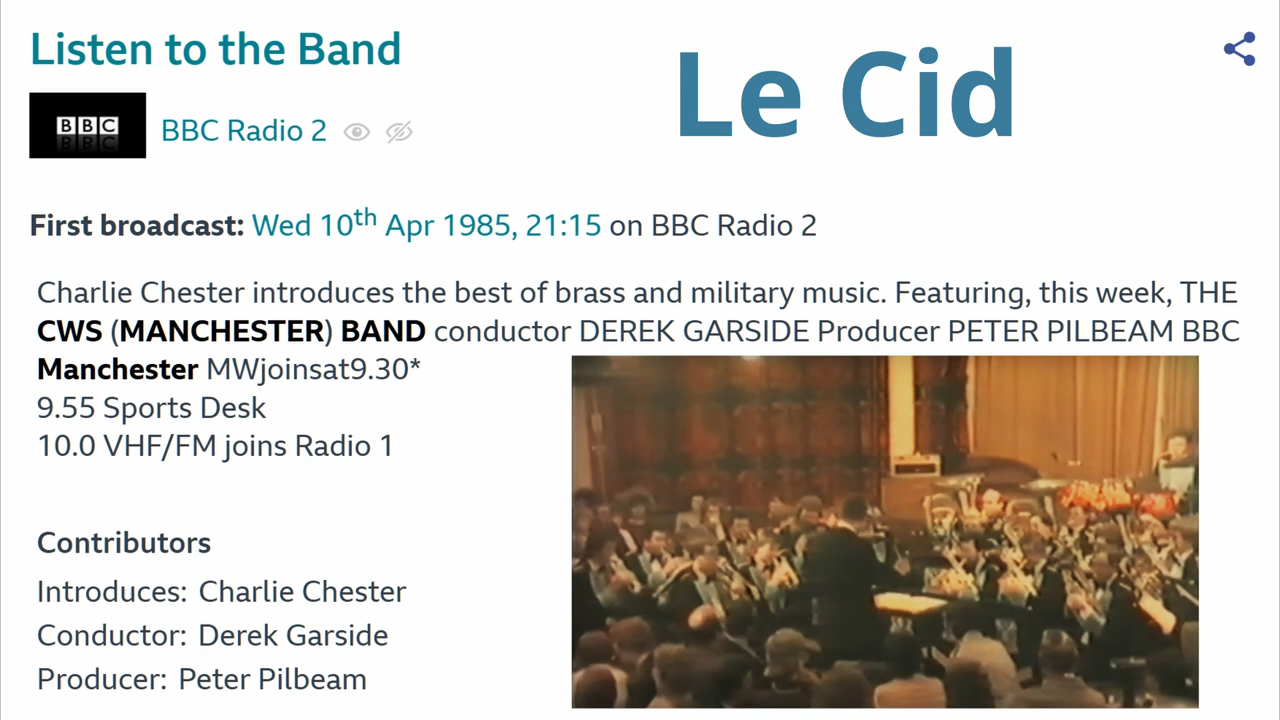 Listen to the Band
Le Cid
BBC
BBC Radio 2
First broadcast: Wed 10th Apr 1985, 21:15 on BBC Radio 2
Charlie Chester introduces the best of brass and military music. Featuring, this week, THE
CWS (MANCHESTER) BAND conductor DEREK GARSIDE Producer PETER PILBEAM BBC
Manchester MWjoinsat9.30*
9.55 Sports Desk
10.0 VHF/FM joins Radio 1
Contributors
Introduces: Charlie Chester
Conductor: Derek Garside
Producer: Peter Pilbeam